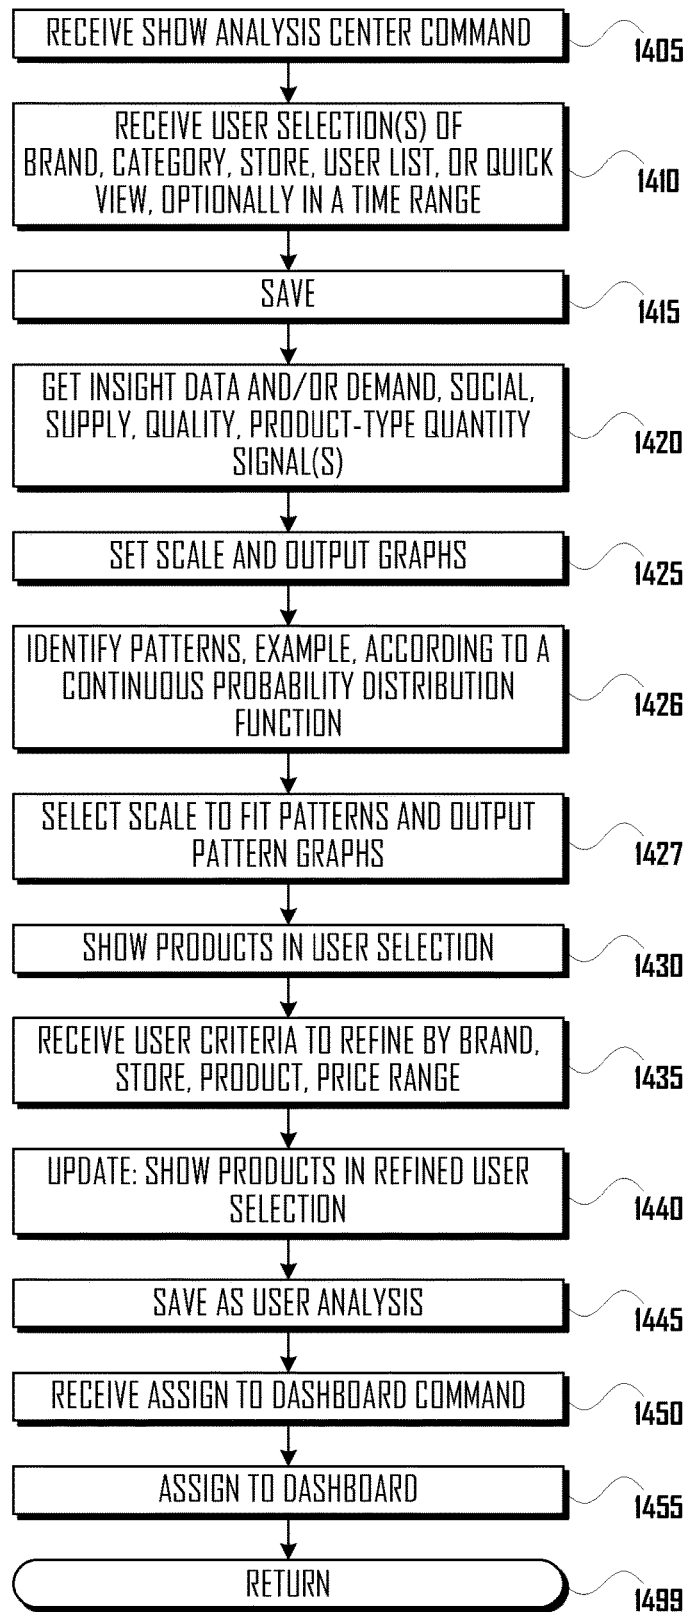 RECEIVE SHOW ANALYSIS CENTER COMMAND
1405
RECEIVE USER SELECTION(S) OF
BRAND, CATEGORY, STORE, USER LIST, OR QUICK
VIEW, OPTIONALLY IN A TIME RANGE
1410
SAVE
1415
GET INSIGHT DATA AND/OR DEMAND, SOCIAL,
SUPPLY, QUALITY, PRODUCT-TYPE QUANTITY
SIGNAL(S)
1420
SET SCALE AND OUTPUT GRAPHS
1425
IDENTIFY PATTERNS, EXAMPLE, ACCORDING TO A
CONTINUOUS PROBABILITY DISTRIBUTION
FUNCTION
1426
SELECT SCALE TO FIT PATTERNS AND OUTPUT
PATTERN GRAPHS
1427
SHOW PRODUCTS IN USER SELECTION
1430
RECEIVE USER CRITERIA TO REFINE BY BRAND,
STORE, PRODUCT, PRICE RANGE
1435
UPDATE: SHOW PRODUCTS IN REFINED USER
SELECTION
1440
SAVE AS USER ANALYSIS
1445
RECEIVE ASSIGN TO DASHBOARD COMMAND
1450
ASSIGN TO DASHBOARD
1455
RETURN
1499